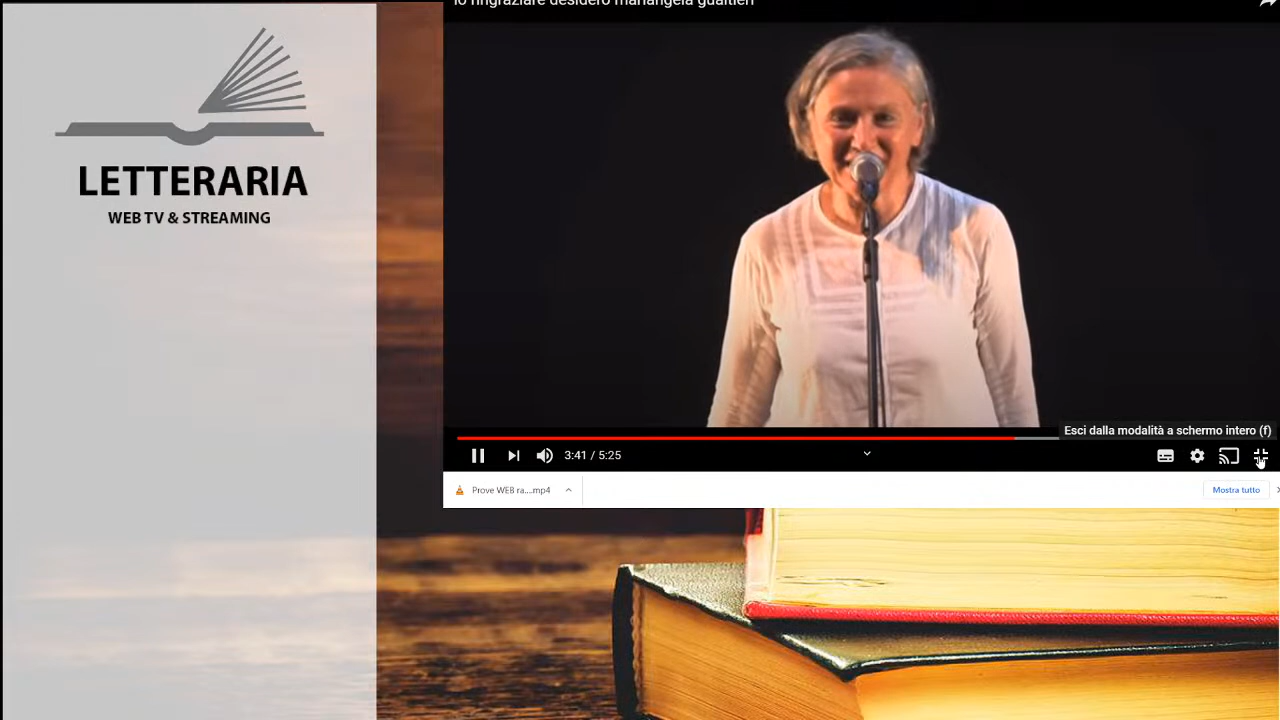 io ringraziare desidero mariangela gualtieri
LETTERARIA
WEB TV & STREAMING
Esci dalla modalità a schermo intero (f)
3:41 / 5:25
Prove WEB ra....mp4
Mostra tutto